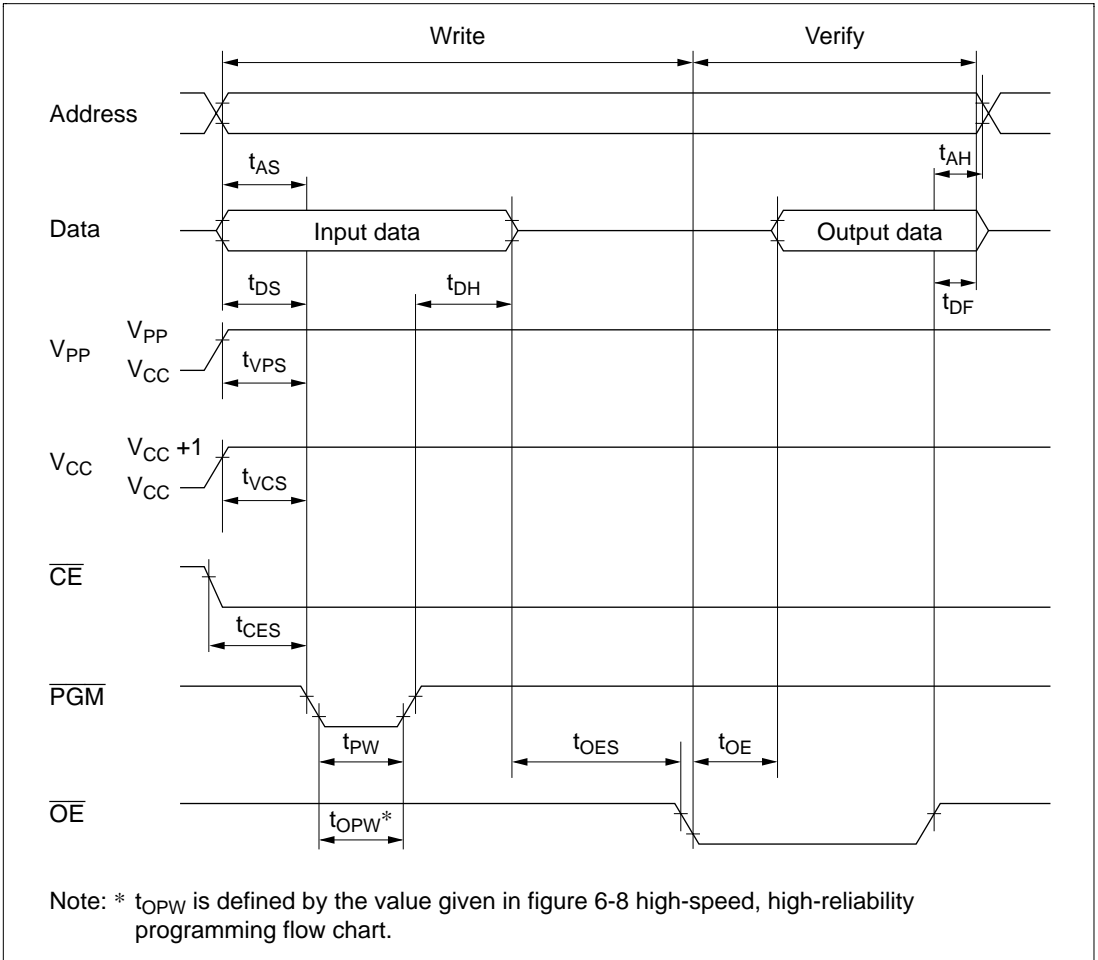 Write Verify
Address
tAS tAH
Data Input data Output data
tDS tDH tDF
VPP VPP
VCC tVPS
VCC VCC +1
VCC tVCS
CE
tCES
PGM
tPW tOES tOE
OE
tOPW*
Note: * tOPW is defined by the value given in figure 6-8 high-speed, high-reliability
programming flow chart.